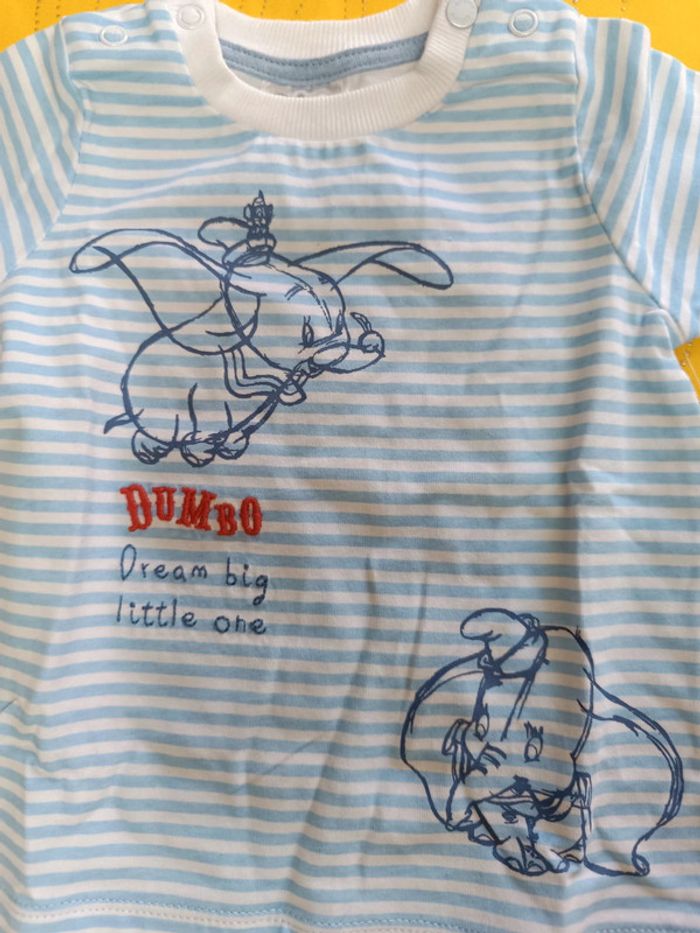 DUMBO
Dream big
little one